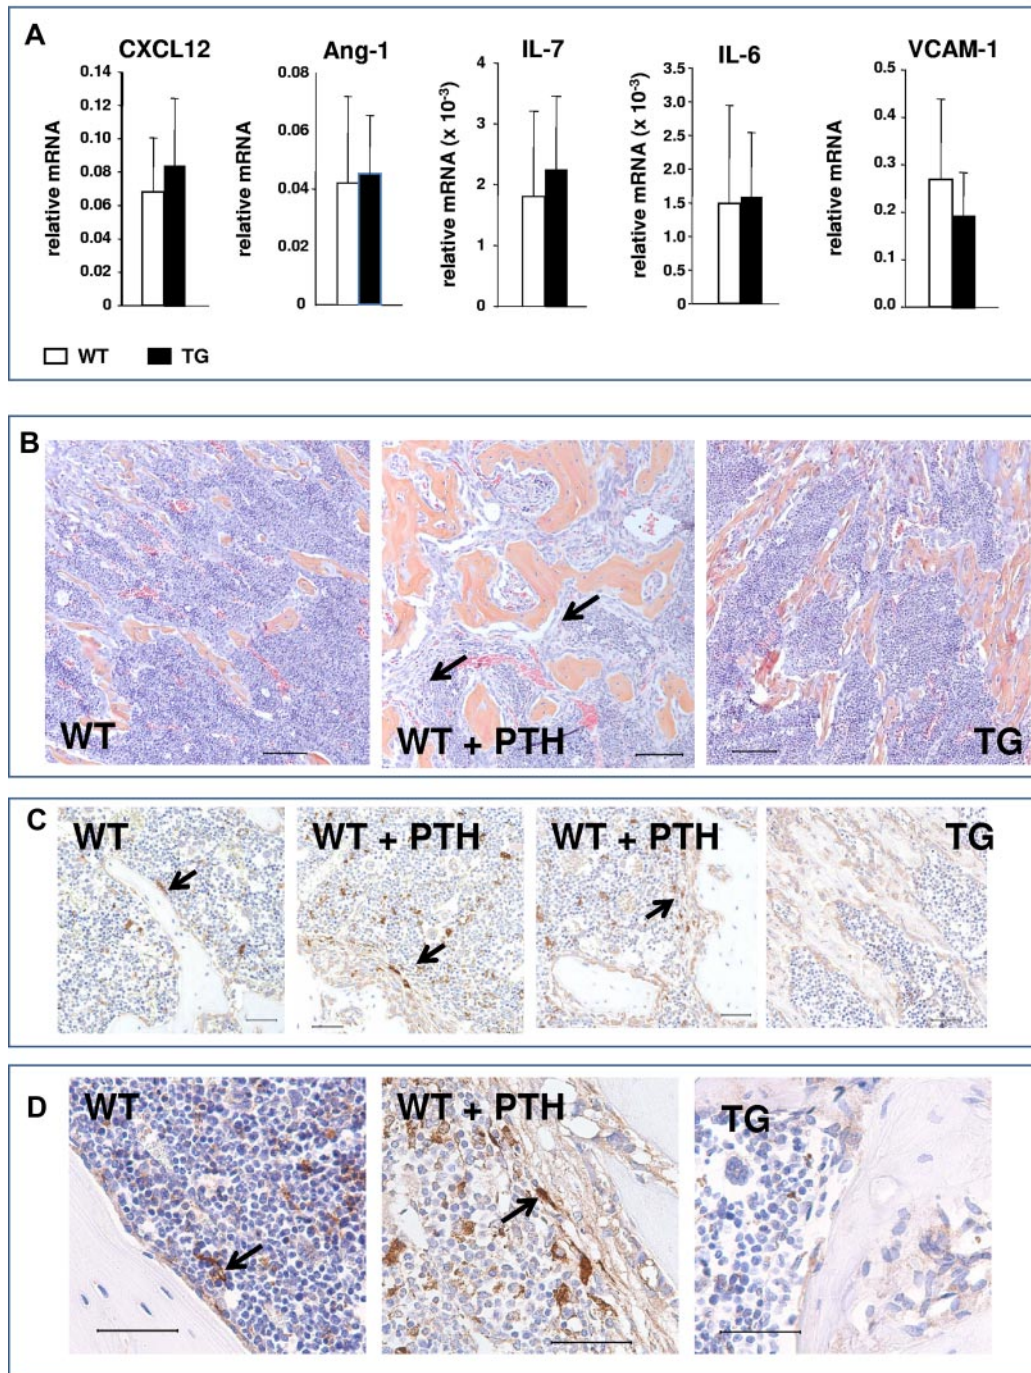 A
CXCL12
Ang-1
IL-7
IL-6
VCAM-1
relative mRNA
0.14
0.12
0.10
0.08
0.06
0.04
0.02
0
relative mRNA
0.08
0.06
0.04
0.02
0
relative mRNA (x 10-3)
4
3
2
1
0
relative mRNA (x 10-3)
3.5
3.0
2.5
2.0
1.5
1.0
0.5
0
relative mRNA
0.5
0.4
0.3
0.2
0.1
0.0
WT
TG
B
WT
WT + PTH
TG
C
WT
WT + PTH
WT + PTH
TG
D
WT
WT + PTH
TG